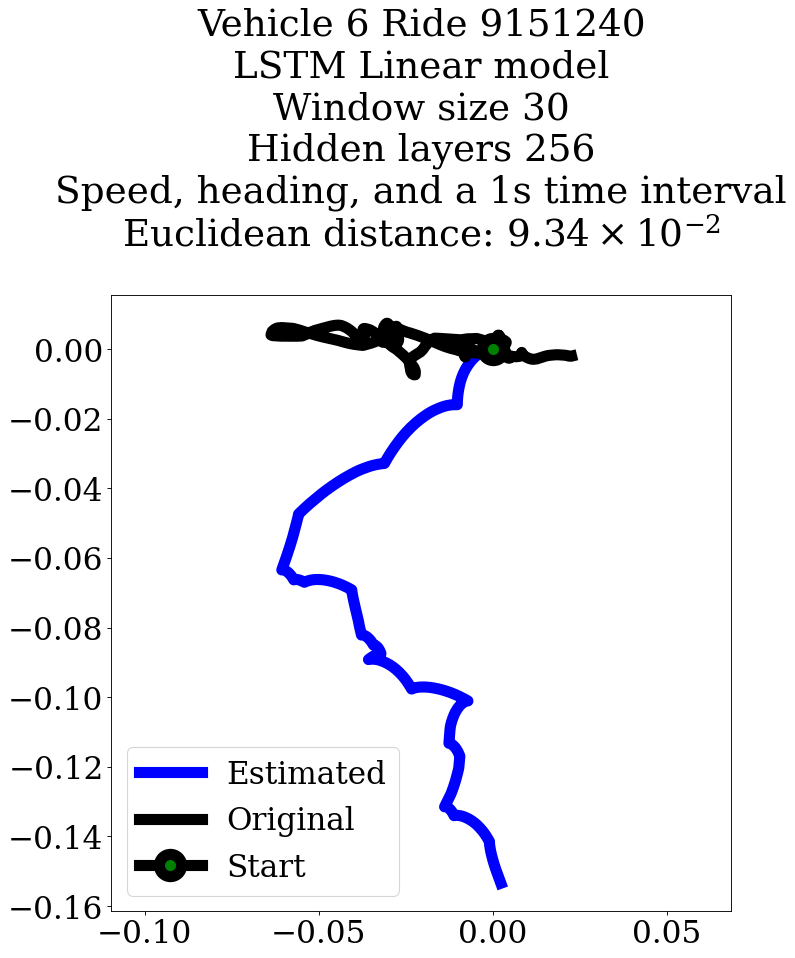 Vehicle 6 Ride 9151240
LSTM Linear model
Window size 30
Hidden layers 256
Speed, heading, and a 1s time interval
Euclidean distance: 9.34 × 10⁻²
0.00
−0.02
−0.04
−0.06
−0.08
−0.10
−0.12
−0.14
−0.16
Estimated
Original
Start
−0.10
−0.05
0.00
0.05